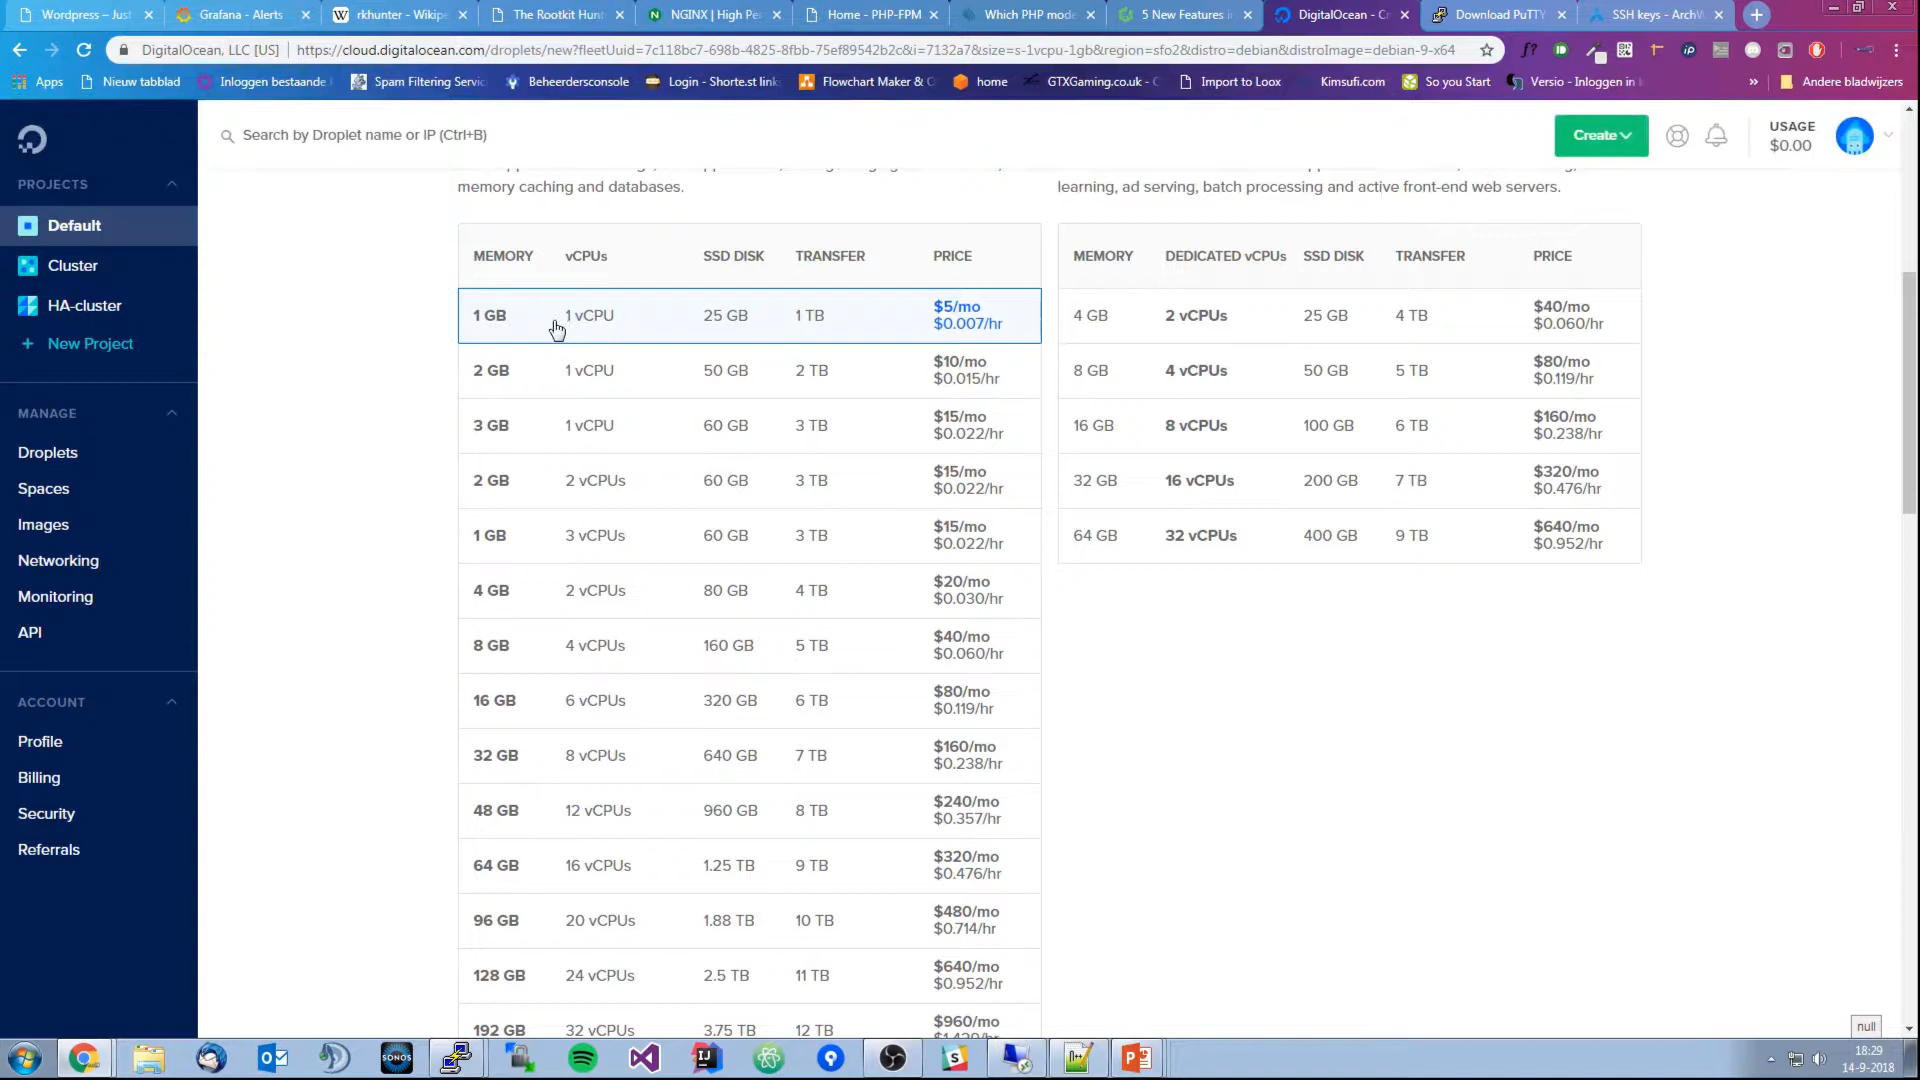 Wordpress – Just
Grafana - Alerts
rkhunter - Wikipe
The Rootkit Hun
NGINX | High Pe
Home - PHP-FPM
Which PHP mod
5 New Features i
DigitalOcean - C
Download PuTTY
SSH keys - ArchW
DigitalOcean, LLC [US] | https://cloud.digitalocean.com/droplets/new?fleetUuid=7c118bc7-698b-4825-8fbb-75ef89542b2c&i=7132a7&size=s-1vcpu-1gb&region=sfo2&distro=debian&distroImage=debian-9-x64
Apps
Nieuw tabblad
Inloggen bestaande
Spam Filtering Servi
Beheerdersconsole
Login - Shorte.st link
Flowchart Maker & O
home
GTXGaming.co.uk - C
Import to Loox
Kimsufi.com
So you Start
Versio - Inloggen in
»
Andere bladwijzers
Search by Droplet name or IP (Ctrl+B)
Create
USAGE
$0.00
PROJECTS
Default
Cluster
HA-cluster
+ New Project
MANAGE
Droplets
Spaces
Images
Networking
Monitoring
API
ACCOUNT
Profile
Billing
Security
Referrals
memory caching and databases.
MEMORY vCPUs SSD DISK TRANSFER PRICE
1 GB 1 vCPU 25 GB 1 TB $5/mo
$0.007/hr
2 GB 1 vCPU 50 GB 2 TB $10/mo
$0.015/hr
3 GB 1 vCPU 60 GB 3 TB $15/mo
$0.022/hr
2 GB 2 vCPUs 60 GB 3 TB $15/mo
$0.022/hr
1 GB 3 vCPUs 60 GB 3 TB $15/mo
$0.022/hr
4 GB 2 vCPUs 80 GB 4 TB $20/mo
$0.030/hr
8 GB 4 vCPUs 160 GB 5 TB $40/mo
$0.060/hr
16 GB 6 vCPUs 320 GB 6 TB $80/mo
$0.119/hr
32 GB 8 vCPUs 640 GB 7 TB $160/mo
$0.238/hr
48 GB 12 vCPUs 960 GB 8 TB $240/mo
$0.357/hr
64 GB 16 vCPUs 1.25 TB 9 TB $320/mo
$0.476/hr
96 GB 20 vCPUs 1.88 TB 10 TB $480/mo
$0.714/hr
128 GB 24 vCPUs 2.5 TB 11 TB $640/mo
$0.952/hr
192 GB 32 vCPUs 3.75 TB 12 TB $960/mo
learning, ad serving, batch processing and active front-end web servers.
MEMORY DEDICATED vCPUs SSD DISK TRANSFER PRICE
4 GB 2 vCPUs 25 GB 4 TB $40/mo
$0.060/hr
8 GB 4 vCPUs 50 GB 5 TB $80/mo
$0.119/hr
16 GB 8 vCPUs 100 GB 6 TB $160/mo
$0.238/hr
32 GB 16 vCPUs 200 GB 7 TB $320/mo
$0.476/hr
64 GB 32 vCPUs 400 GB 9 TB $640/mo
$0.952/hr
null
SONOS
18:29
14-9-2018